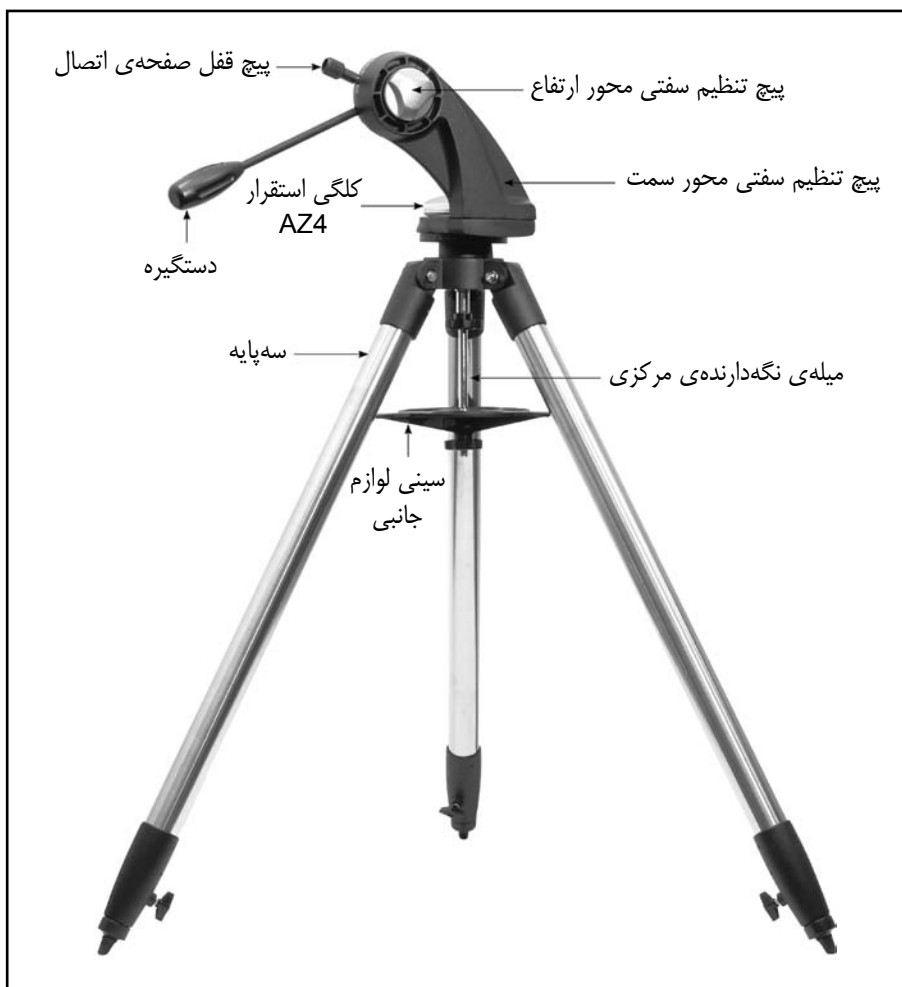 پیچ قفل صفحه‌ی اتصال
پیچ تنظیم سفتی محور ارتفاع
پیچ تنظیم سفتی محور سمت
کلگی استقرار
AZ4
دستگیره
سه‌پایه
میله‌ی نگه‌دارنده‌ی مرکزی
سینی لوازم
جانبی